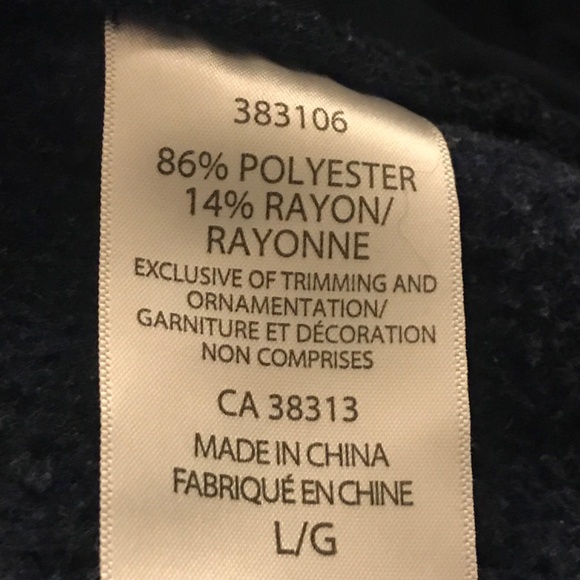 383106
86% POLYESTER
14% RAYON/
RAYONNE
EXCLUSIVE OF TRIMMING AND
ORNAMENTATION/
GARNITURE ET DÉCORATION
NON COMPRISES
CA 38313
MADE IN CHINA
FABRIQUÉ EN CHINE
L/G